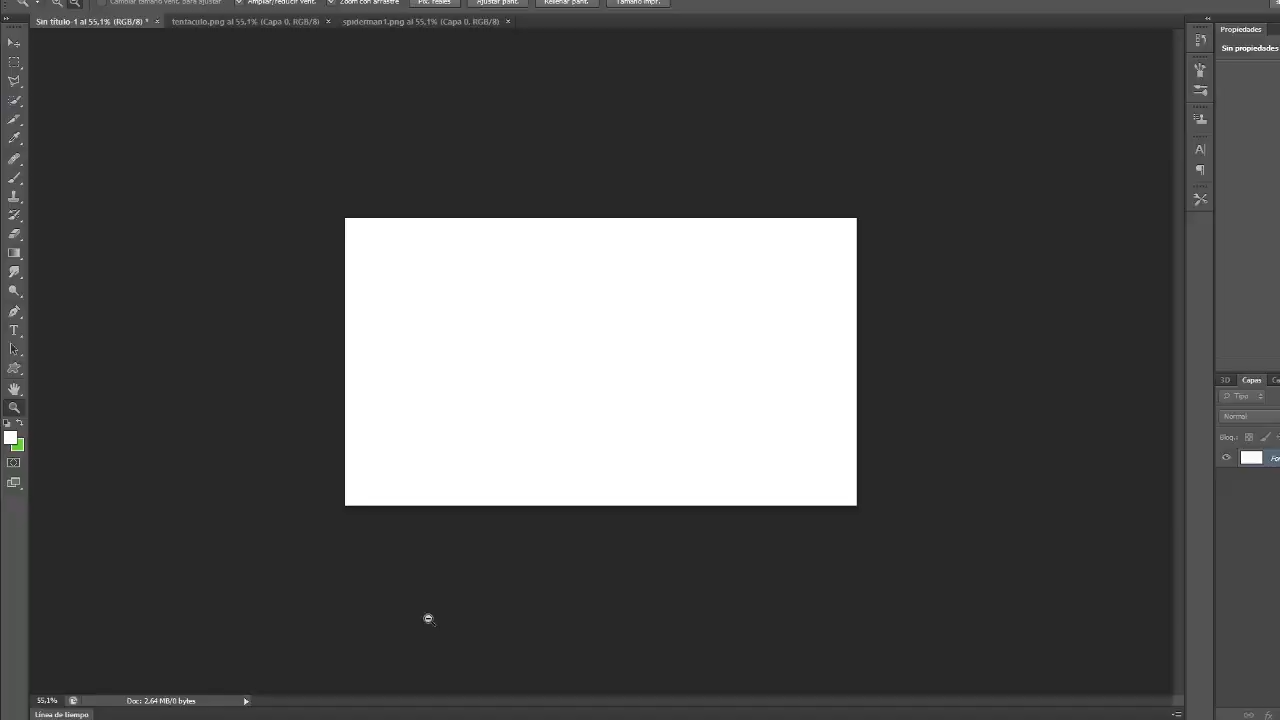 Cambiar tamaño vent. para ajustar Ampliar/reducir vent. Zoom con arrastre Píx. reales Ajustar pant. Rellenar pant. Tamaño impr.
Sin título-1 al 55,1% (RGB/8) * × tentaculo.png al 55,1% (Capa 0, RGB/8) × spiderman1.png al 55,1% (Capa 0, RGB/8) ×
Propiedades
Sin propiedades
3D Capas
Tipo
Normal
Bloq.:
55,1% Doc: 2,64 MB/0 bytes
Línea de tiempo